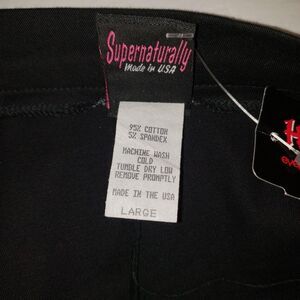 Supernaturally
Made in USA
95% COTTON
5% SPANDEX
MACHINE WASH
COLD
TUMBLE DRY LOW
REMOVE PROMPTLY
MADE IN THE USA
LARGE